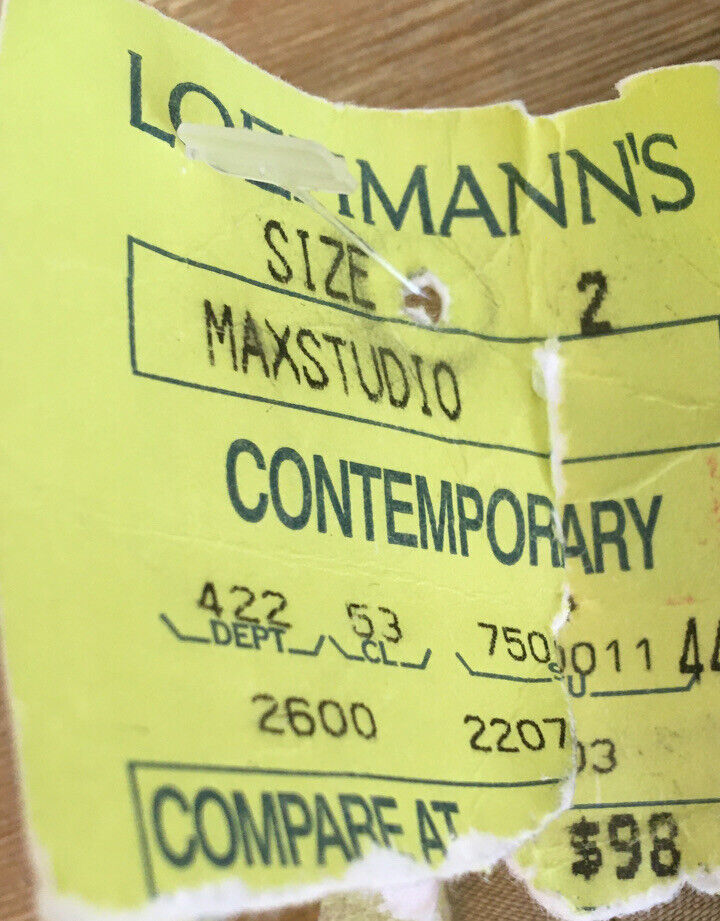 LOEHMANN'S
SIZE 2
MAXSTUDIO
CONTEMPORARY
422 53
DEPT CL
2600
COMPARE AT $98